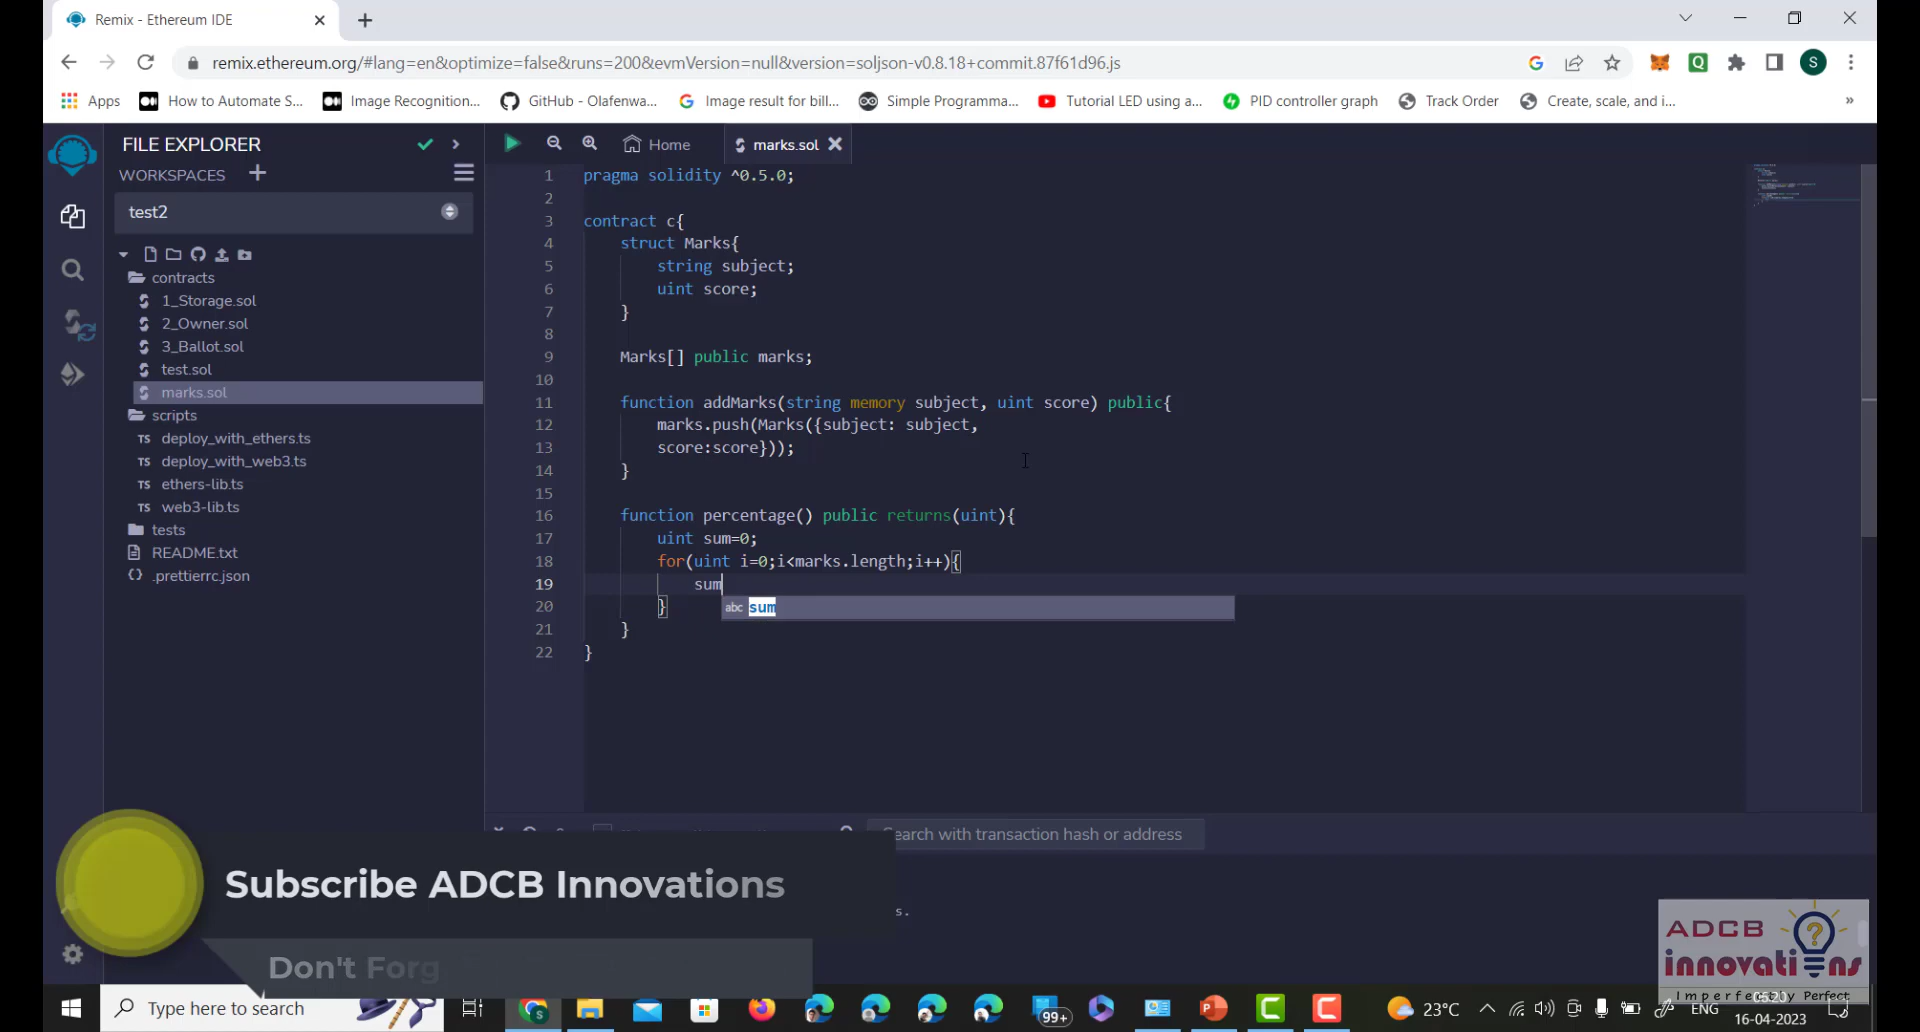 Remix - Ethereum IDE
remix.ethereum.org/#lang=en&optimize=false&runs=200&evmVersion=null&version=soljson-v0.8.18+commit.87f61d96.js
Apps
How to Automate S...
Image Recognition...
GitHub - Olafenwa...
Image result for bill...
Simple Programma...
Tutorial LED using a...
PID controller graph
Track Order
Create, scale, and i...
»
FILE EXPLORER
WORKSPACES
test2
contracts
1_Storage.sol
2_Owner.sol
3_Ballot.sol
test.sol
marks.sol
scripts
TS deploy_with_ethers.ts
TS deploy_with_web3.ts
TS ethers-lib.ts
TS web3-lib.ts
tests
README.txt
.prettierrc.json
Home
marks.sol
1 pragma solidity ^0.5.0;
2
3 contract c{
4 struct Marks{
5 string subject;
6 uint score;
7 }
8
9 Marks[] public marks;
10
11 function addMarks(string memory subject, uint score) public{
12 marks.push(Marks({subject: subject,
13 score:score}));
14 }
15
16 function percentage() public returns(uint){
17 uint sum=0;
18 for(uint i=0;i<marks.length;i++){
19 sum
abc sum
20 }
21 }
22 }
Search with transaction hash or address
s.
Subscribe ADCB Innovations
Don't Forg
ADCB
innovations
Imperfectly Perfect
Type here to search
99+
23°C
ENG
16-04-2023